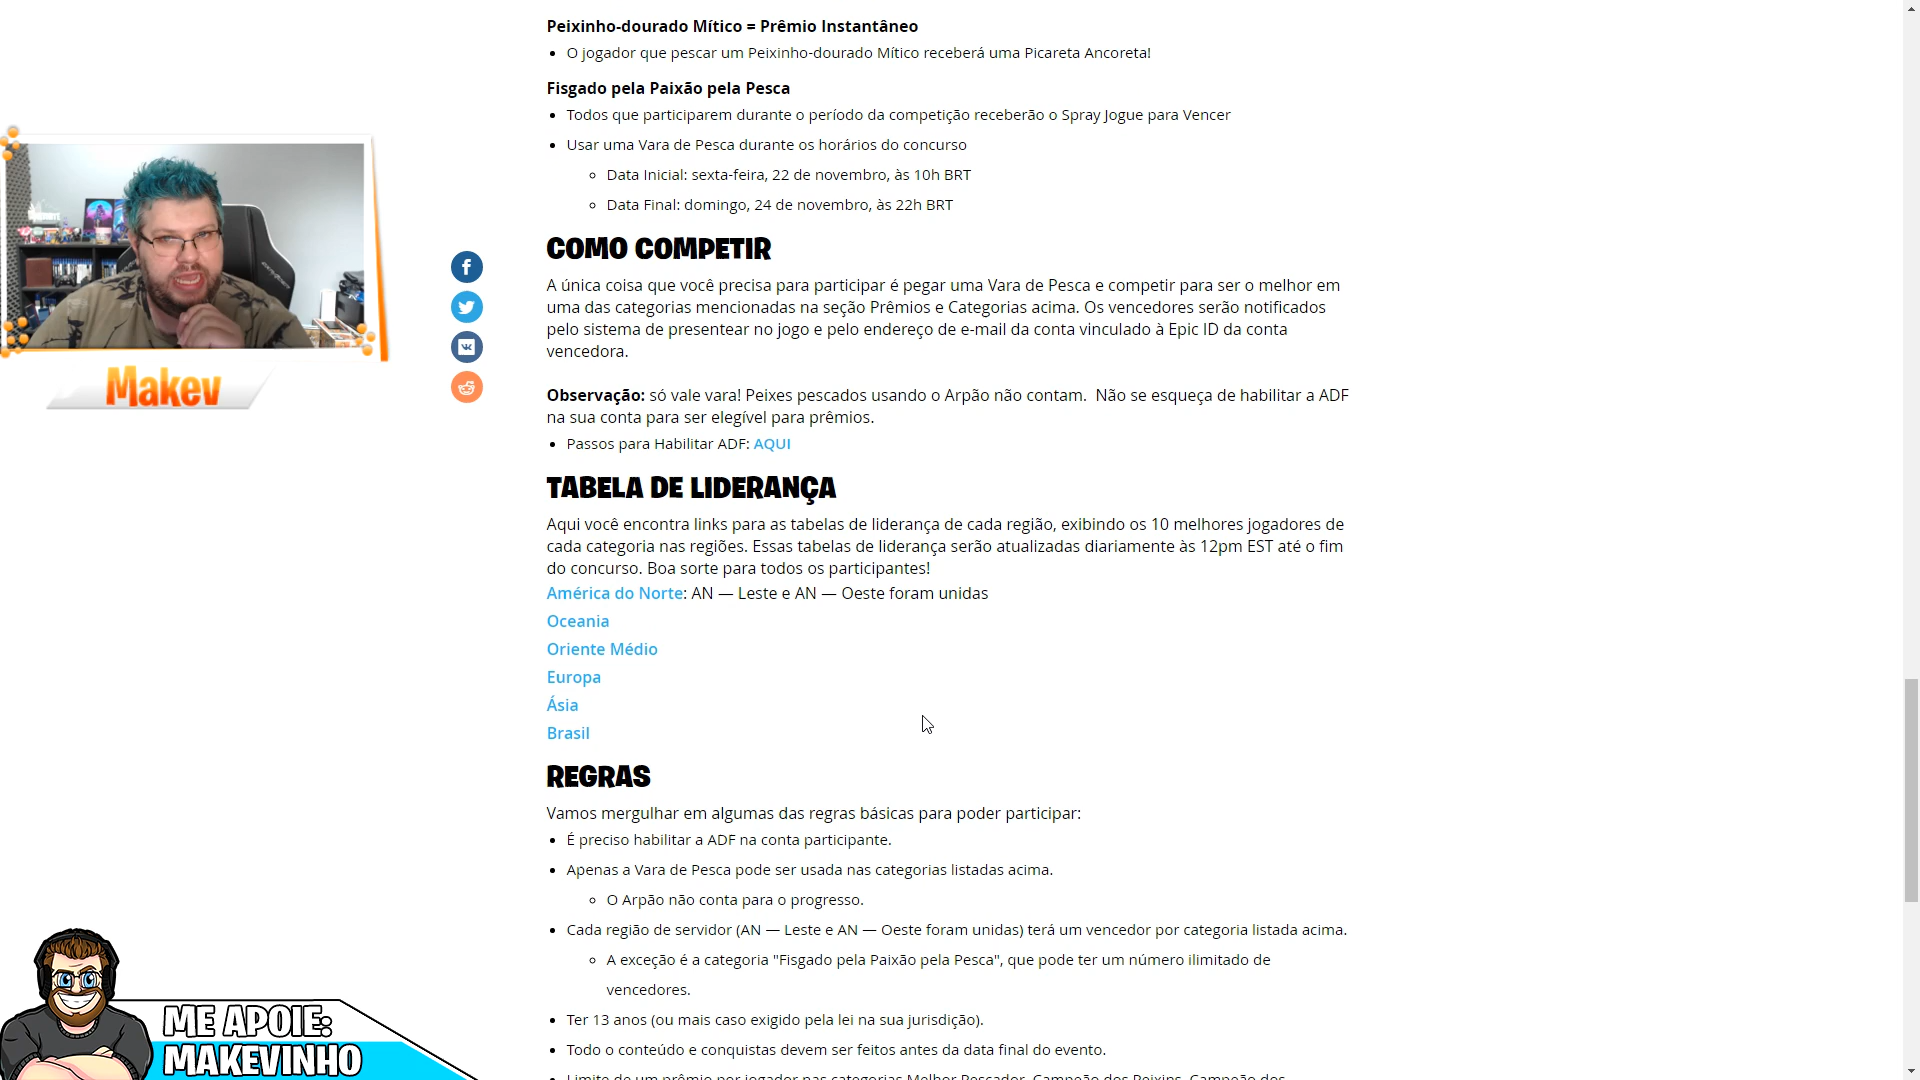 Peixinho-dourado Mítico = Prêmio Instantâneo
O jogador que pescar um Peixinho-dourado Mítico receberá uma Picareta Ancoreta!
Fisgado pela Paixão pela Pesca
Todos que participarem durante o período da competição receberão o Spray Jogue para Vencer
Usar uma Vara de Pesca durante os horários do concurso
Data Inicial: sexta-feira, 22 de novembro, às 10h BRT
Data Final: domingo, 24 de novembro, às 22h BRT
COMO COMPETIR
A única coisa que você precisa para participar é pegar uma Vara de Pesca e competir para ser o melhor em
uma das categorias mencionadas na seção Prêmios e Categorias acima. Os vencedores serão notificados
pelo sistema de presentear no jogo e pelo endereço de e-mail da conta vinculado à Epic ID da conta
vencedora.
Observação: só vale vara! Peixes pescados usando o Arpão não contam.  Não se esqueça de habilitar a ADF
na sua conta para ser elegível para prêmios.
Passos para Habilitar ADF: AQUI
TABELA DE LIDERANÇA
Aqui você encontra links para as tabelas de liderança de cada região, exibindo os 10 melhores jogadores de
cada categoria nas regiões. Essas tabelas de liderança serão atualizadas diariamente às 12pm EST até o fim
do concurso. Boa sorte para todos os participantes!
América do Norte: AN — Leste e AN — Oeste foram unidas
Oceania
Oriente Médio
Europa
Ásia
Brasil
REGRAS
Vamos mergulhar em algumas das regras básicas para poder participar:
É preciso habilitar a ADF na conta participante.
Apenas a Vara de Pesca pode ser usada nas categorias listadas acima.
O Arpão não conta para o progresso.
Cada região de servidor (AN — Leste e AN — Oeste foram unidas) terá um vencedor por categoria listada acima.
A exceção é a categoria "Fisgado pela Paixão pela Pesca", que pode ter um número ilimitado de
vencedores.
Ter 13 anos (ou mais caso exigido pela lei na sua jurisdição).
Todo o conteúdo e conquistas devem ser feitos antes da data final do evento.
Limite de um prêmio por jogador nas categorias Melhor Pescador, Campeão dos Peixins, Campeão dos
Makev
ME APOIE:
MAKEVINHO